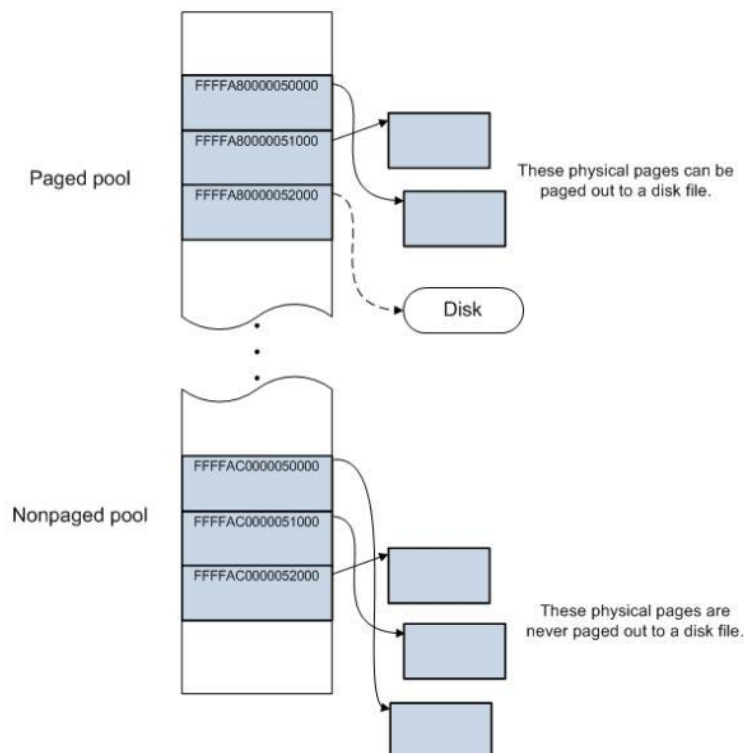 FFFFA80000050000
FFFFA80000051000
Paged pool
FFFFA80000052000
These physical pages can be
paged out to a disk file.
Disk
FFFFAC0000050000
Nonpaged pool
FFFFAC0000051000
FFFFAC0000052000
These physical pages are
never paged out to a disk file.